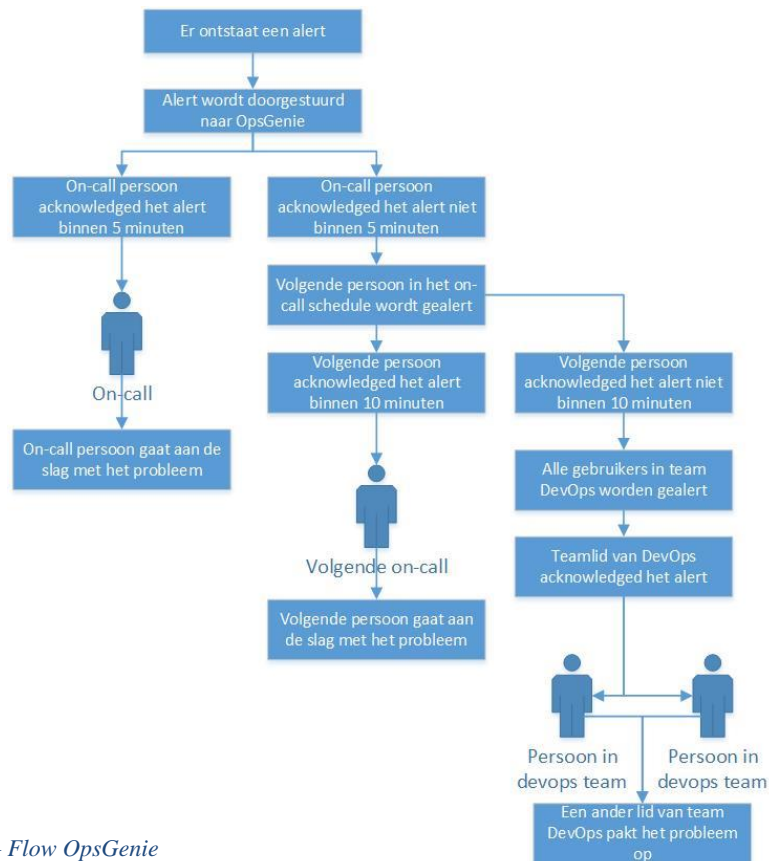 Er ontstaat een alert
Alert wordt doorgestuurd
naar OpsGenie
On-call persoon
acknowledged het alert
binnen 5 minuten
On-call persoon
acknowledged het alert niet
binnen 5 minuten
Volgende persoon in het on-
call schedule wordt gealert
Volgende persoon
acknowledged het alert
binnen 10 minuten
Volgende persoon
acknowledged het alert niet
binnen 10 minuten
On-call
On-call persoon gaat aan de
slag met het probleem
Alle gebruikers in team
DevOps worden gealert
Volgende on-call
Teamlid van DevOps
acknowledged het alert
Volgende persoon gaat aan
de slag met het probleem
Persoon in
devops team
Persoon in
devops team
Een ander lid van team
DevOps pakt het probleem
op
- Flow OpsGenie